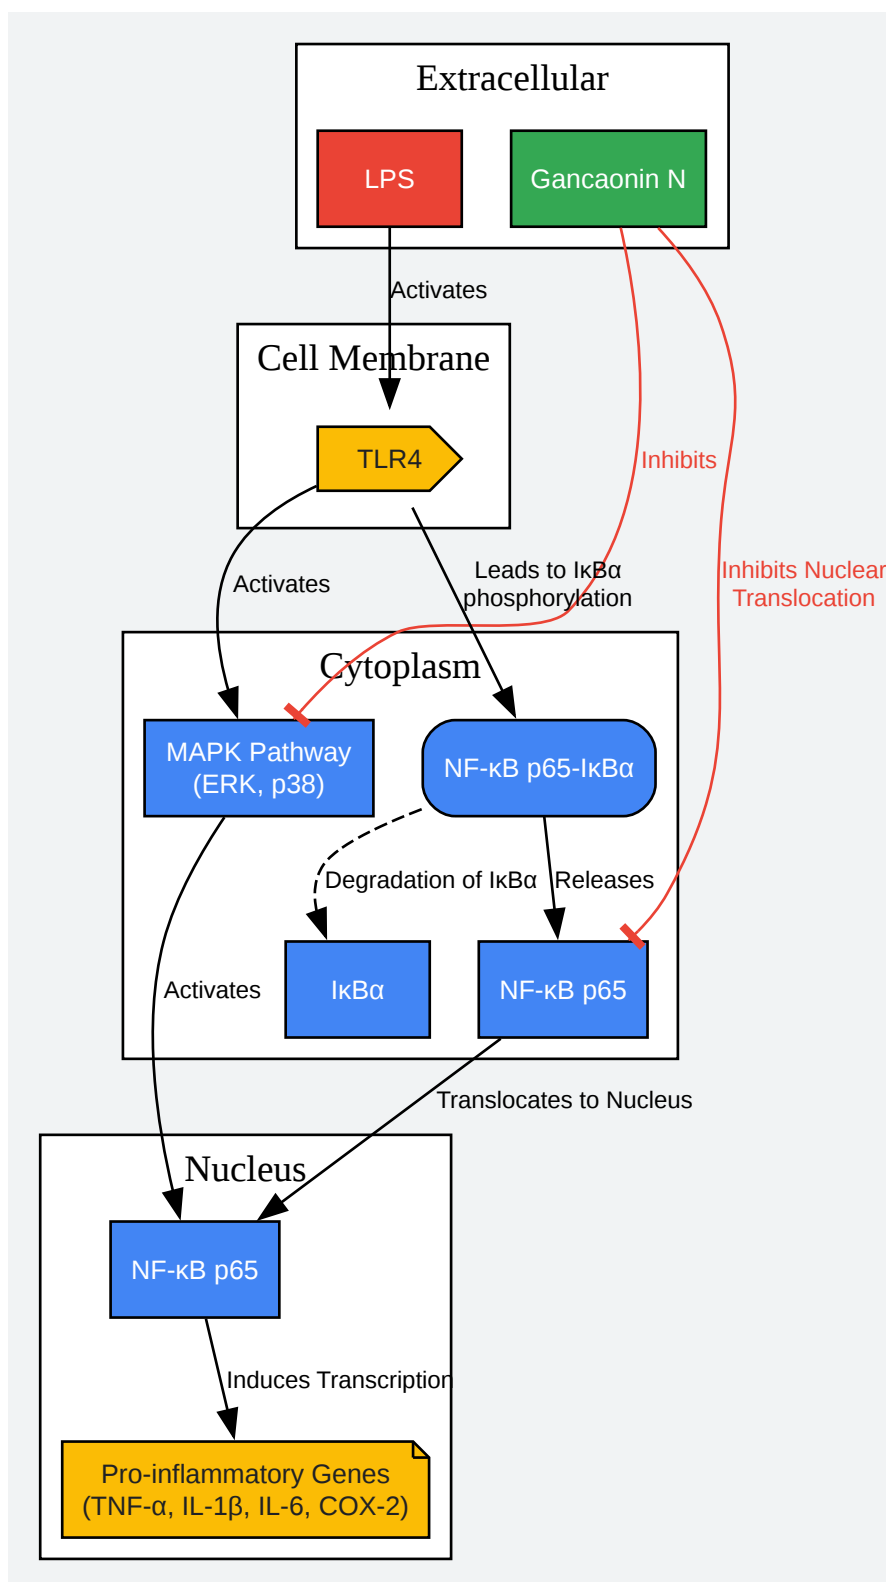 Extracellular
LPS
Gancaonin N
Activates
Cell Membrane
TLR4
Inhibits
Activates
Leads to IκBα
phosphorylation
Inhibits Nuclear
Translocation
Cytoplasm
MAPK Pathway
(ERK, p38)
NF-κB p65-IκBα
Degradation of IκBα
Releases
IκBα
NF-κB p65
Activates
Translocates to Nucleus
Nucleus
NF-κB p65
Induces Transcription
Pro-inflammatory Genes
(TNF-α, IL-1β, IL-6, COX-2)